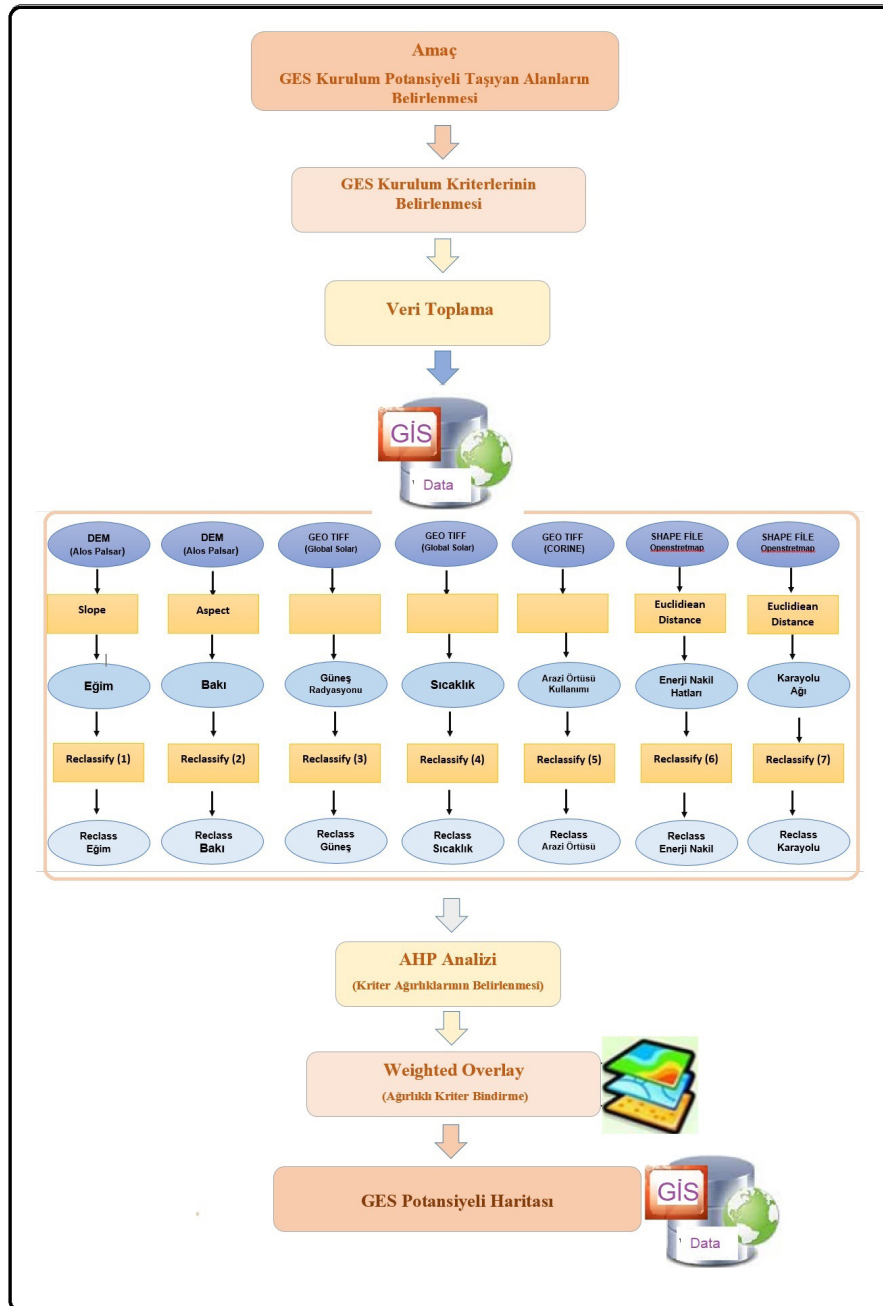 Amaç
GES Kurulum Potansiyeli Taşıyan Alanların
Belirlenmesi
GES Kurulum Kriterlerinin
Belirlenmesi
Veri Toplama
GİS
Data
DEM
(Alos Palsar)
DEM
(Alos Palsar)
GEO TIFF
(Global Solar)
GEO TIFF
(Global Solar)
GEO TIFF
(CORINE)
SHAPE FİLE
Openstretmap
SHAPE FİLE
Openstretmap
Slope
Aspect
Euclidiean
Distance
Euclidiean
Distance
Eğim
Bakı
Güneş
Radyasyonu
Sıcaklık
Arazi Örtüsü
Kullanımı
Enerji Nakil
Hatları
Karayolu
Ağı
Reclassify (1)
Reclassify (2)
Reclassify (3)
Reclassify (4)
Reclassify (5)
Reclassify (6)
Reclassify (7)
Reclass
Eğim
Reclass
Bakı
Reclass
Güneş
Reclass
Sıcaklık
Reclass
Arazi Örtüsü
Reclass
Enerji Nakil
Reclass
Karayolu
AHP Analizi
(Kriter Ağırlıklarının Belirlenmesi)
Weighted Overlay
(Ağırlıklı Kriter Bindirme)
GES Potansiyeli Haritası
GİS
Data